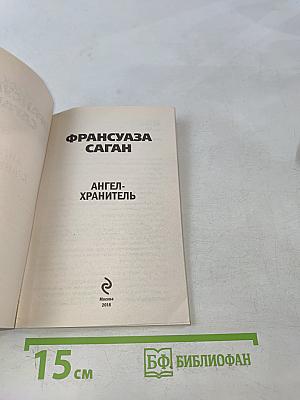 ФРАНСУАЗА
САГАН
АНГЕЛ-
ХРАНИТЕЛЬ
Москва
2018
15 см
БФ БИБЛИОФАН